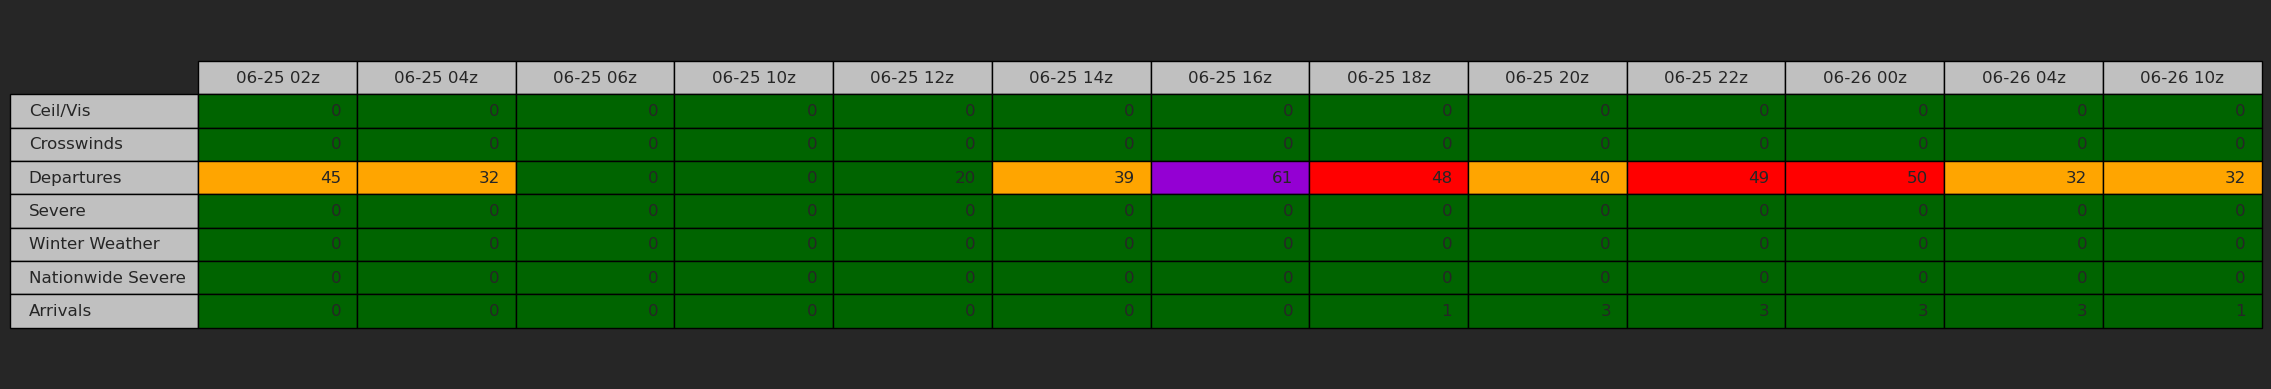 06-25 02z 06-25 04z 06-25 06z 06-25 10z 06-25 12z 06-25 14z 06-25 16z 06-25 18z 06-25 20z 06-25 22z 06-26 00z 06-26 04z 06-26 10z
Ceil/Vis 0 0 0 0 0 0 0 0 0 0 0 0 0
Crosswinds 0 0 0 0 0 0 0 0 0 0 0 0 0
Departures 45 32 0 0 20 39 61 48 40 49 50 32 32
Severe 0 0 0 0 0 0 0 0 0 0 0 0 0
Winter Weather 0 0 0 0 0 0 0 0 0 0 0 0 0
Nationwide Severe 0 0 0 0 0 0 0 0 0 0 0 0 0
Arrivals 0 0 0 0 0 0 0 1 3 3 3 3 1